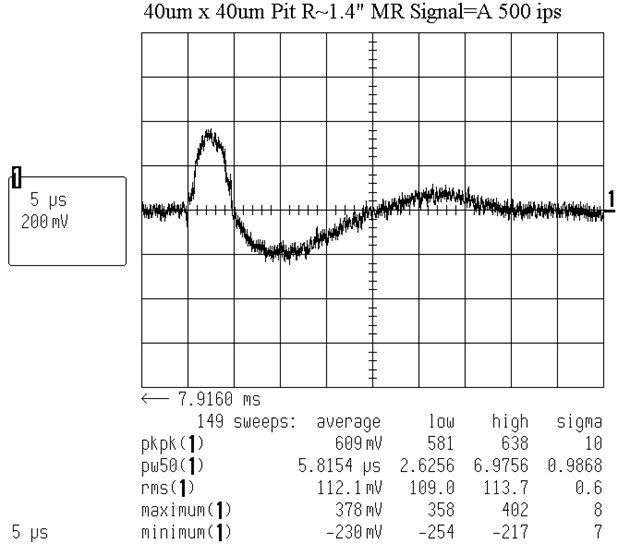 40um x 40um Pit R~1.4" MR Signal=A 500 ips
1
5 µs
200 mV
1
← 7.9160 ms
149 sweeps: average low high sigma
pkpk(1) 609 mV 581 638 10
pw50(1) 5.8154 µs 2.6256 6.9756 0.9868
rms(1) 112.1 mV 109.0 113.7 0.6
maximum(1) 378 mV 358 402 8
5 µs minimum(1) -230 mV -254 -217 7